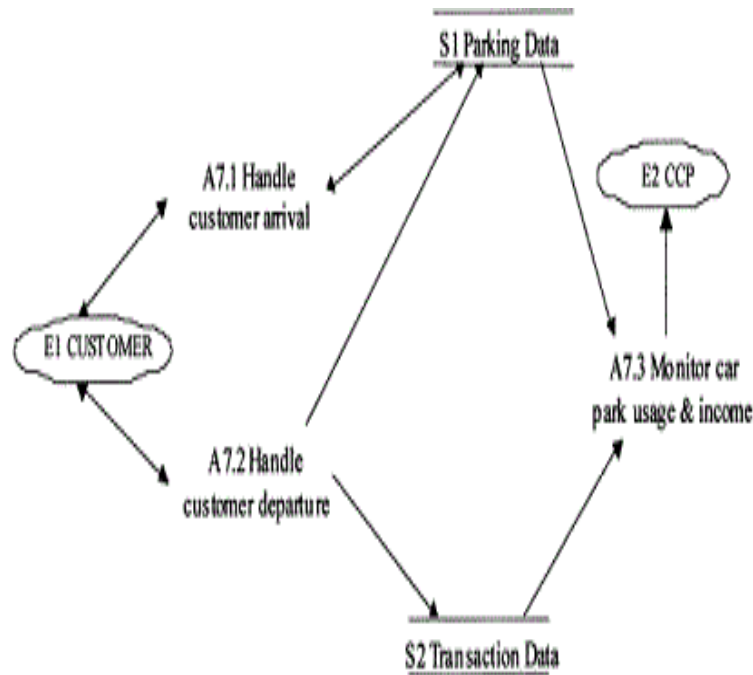 S1 Parking Data
A7.1 Handle
customer arrival
E2 CCP
E1 CUSTOMER
A7.3 Monitor car
park usage & income
A7.2 Handle
customer departure
S2 Transaction Data